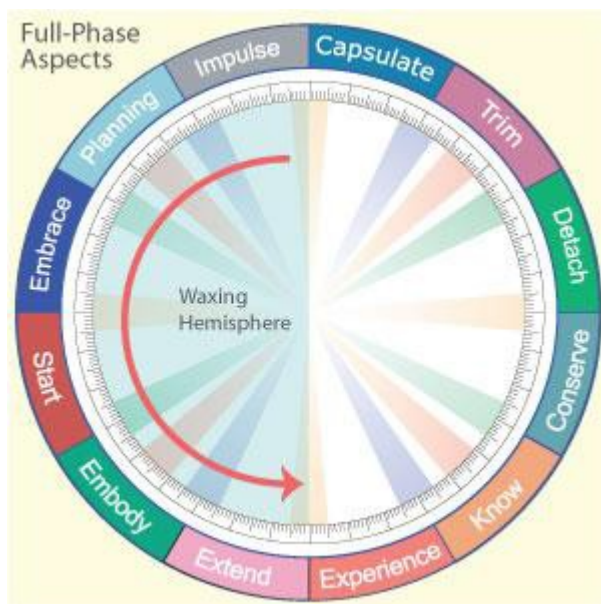 Full-Phase
Aspects
Impulse
Capsulate
Trim
Detach
Conserve
Know
Experience
Extend
Embody
Start
Embrace
Planning
Waxing
Hemisphere